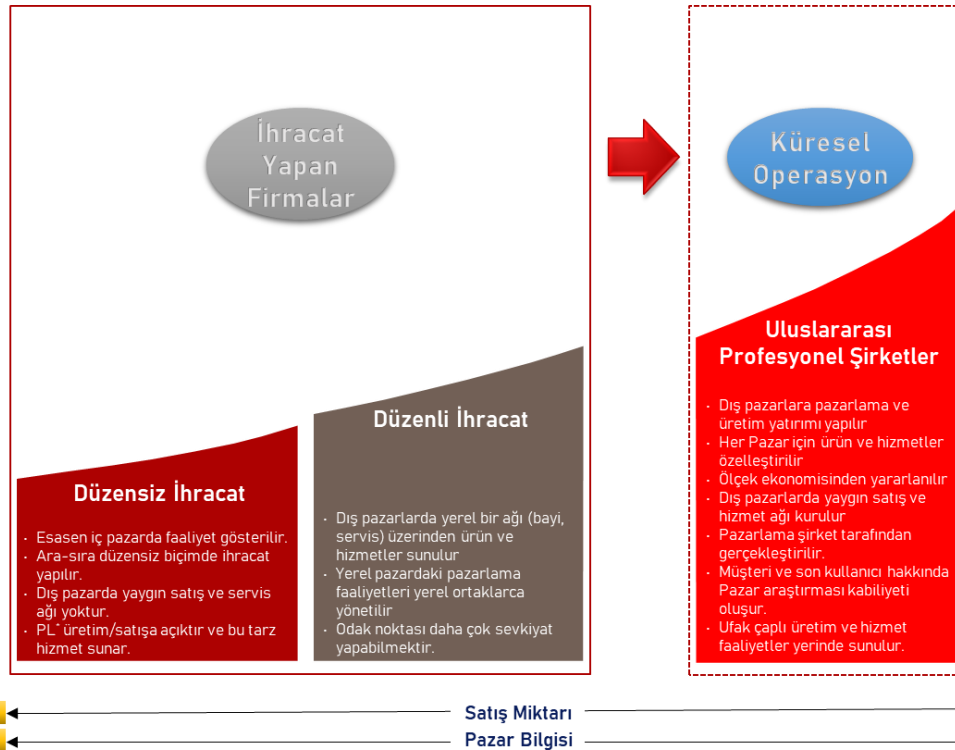 İhracat
Yapan
Firmalar
Küresel
Operasyon
Düzensiz İhracat
• Esasen iç pazarda faaliyet gösterilir.
• Ara-sıra düzensiz biçimde ihracat
yapılır.
• Dış pazarda yaygın satış ve servis
ağı yoktur.
• PL* üretim/satışa açıktır ve bu tarz
hizmet sunar.
Düzenli İhracat
• Dış pazarlarda yerel bir ağı (bayi,
servis) üzerinden ürün ve
hizmetler sunulur
• Yerel pazardaki pazarlama
faaliyetleri yerel ortaklarca
yönetilir
• Odak noktası daha çok sevkiyat
yapabilmektir.
Uluslararası
Profesyonel Şirketler
• Dış pazarlara pazarlama ve
üretim yatırımı yapılır
• Her Pazar için ürün ve hizmetler
özelleştirilir
• Ölçek ekonomisinden yararlanılır
• Dış pazarlarda yaygın satış ve
hizmet ağı kurulur
• Pazarlama şirket tarafından
gerçekleştirilir.
• Müşteri ve son kullanıcı hakkında
Pazar araştırması kabiliyeti
oluşur.
• Ufak çaplı üretim ve hizmet
faaliyetler yerinde sunulur.
Satış Miktarı
Pazar Bilgisi